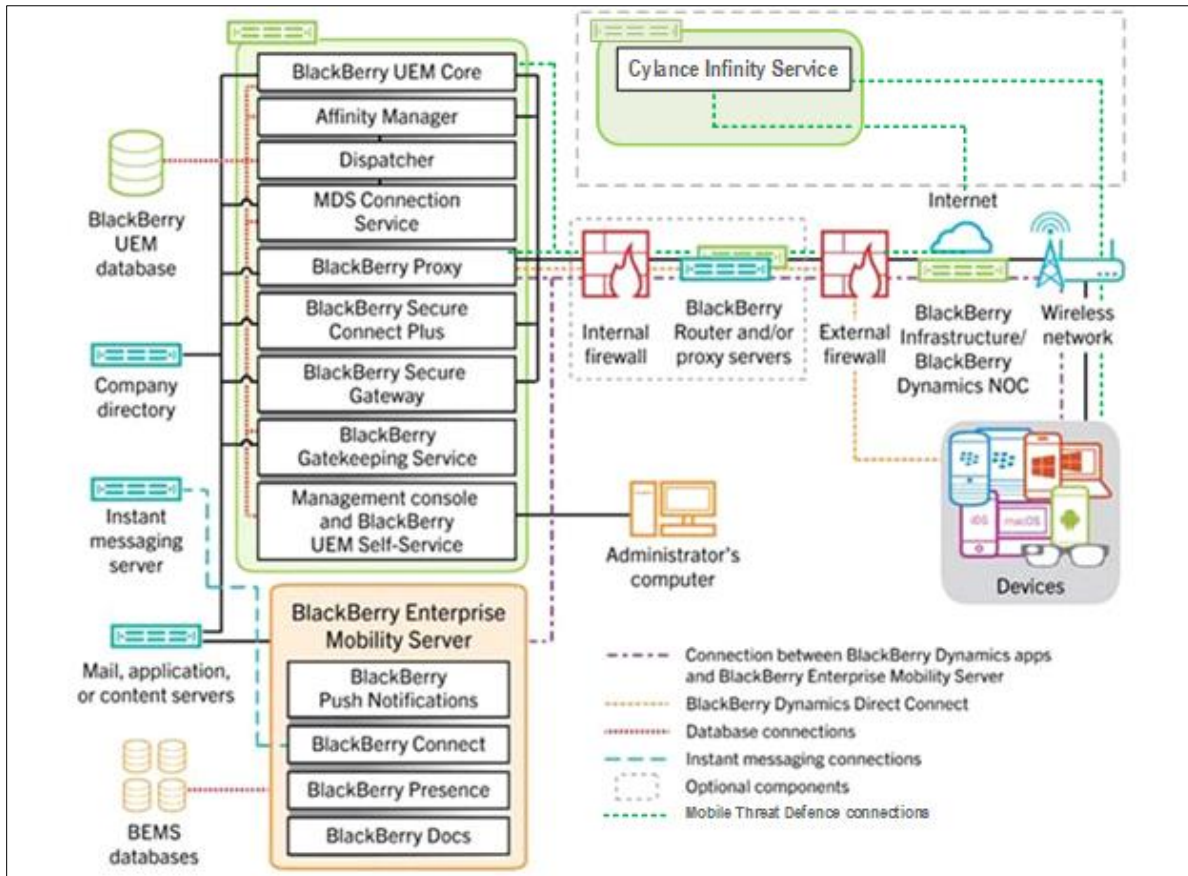 BlackBerry UEM Core
Affinity Manager
Dispatcher
MDS Connection
Service
BlackBerry Proxy
BlackBerry Secure
Connect Plus
BlackBerry Secure
Gateway
BlackBerry
Gatekeeping Service
Management console
and BlackBerry
UEM Self-Service
BlackBerry
UEM database
Company
directory
Instant
messaging
server
Mail, application,
or content servers
BEMS
databases
BlackBerry Enterprise
Mobility Server
BlackBerry
Push Notifications
BlackBerry Connect
BlackBerry Presence
BlackBerry Docs
Cylance Infinity Service
Internet
Internal
firewall
BlackBerry
Router and/or
proxy servers
External
firewall
BlackBerry
Infrastructure/
BlackBerry
Dynamics NOC
Wireless
network
Administrator's
computer
iOS
macOS
Devices
Connection between BlackBerry Dynamics apps
and BlackBerry Enterprise Mobility Server
BlackBerry Dynamics Direct Connect
Database connections
Instant messaging connections
Optional components
Mobile Threat Defence connections